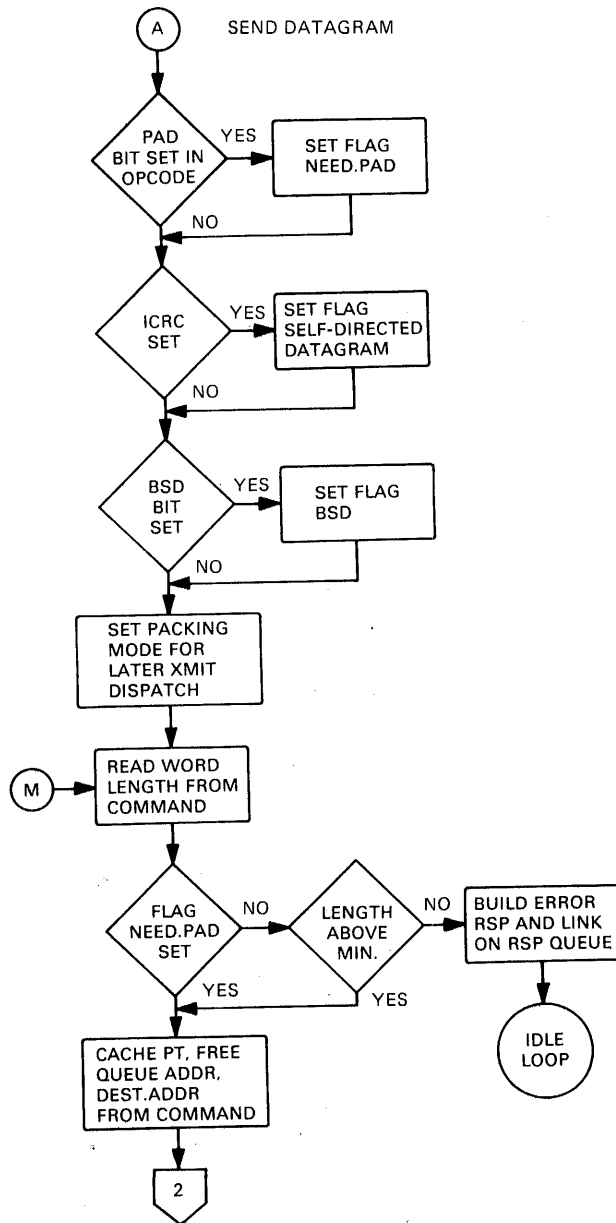 A
SEND DATAGRAM
PAD
BIT SET IN
OPCODE
YES
SET FLAG
NEED.PAD
NO
ICRC
SET
YES
SET FLAG
SELF-DIRECTED
DATAGRAM
NO
BSD
BIT
SET
YES
SET FLAG
BSD
NO
SET PACKING
MODE FOR
LATER XMIT
DISPATCH
M
READ WORD
LENGTH FROM
COMMAND
FLAG
NEED.PAD
SET
NO
LENGTH
ABOVE
MIN.
NO
BUILD ERROR
RSP AND LINK
ON RSP QUEUE
YES
YES
IDLE
LOOP
CACHE PT, FREE
QUEUE ADDR,
DEST.ADDR
FROM COMMAND
2